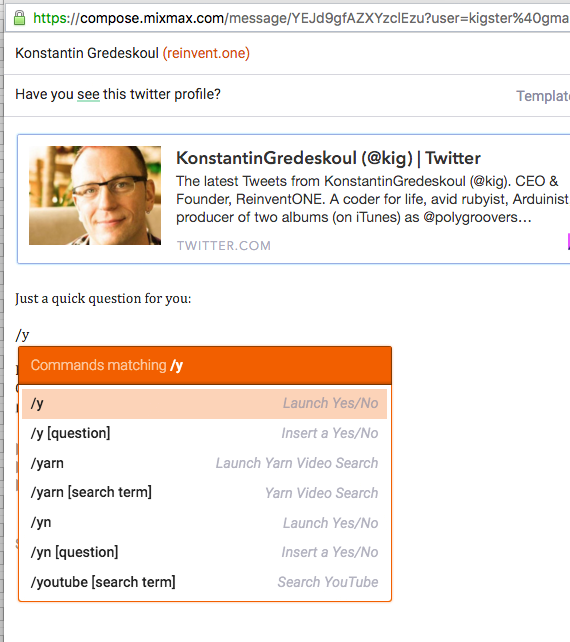 https://compose.mixmax.com/message/YEJd9gfAZXYzclEzu?user=kigster%40gma
Konstantin Gredeskoul (reinvent.one)
Have you see this twitter profile?
Template
KonstantinGredeskoul (@kig) | Twitter
The latest Tweets from KonstantinGredeskoul (@kig). CEO &
Founder, ReinventONE. A coder for life, avid rubyist, Arduinist
producer of two albums (on iTunes) as @polygroovers...
TWITTER.COM
Just a quick question for you:
/y
Commands matching /y
/y Launch Yes/No
/y [question] Insert a Yes/No
/yarn Launch Yarn Video Search
/yarn [search term] Yarn Video Search
/yn Launch Yes/No
/yn [question] Insert a Yes/No
/youtube [search term] Search YouTube